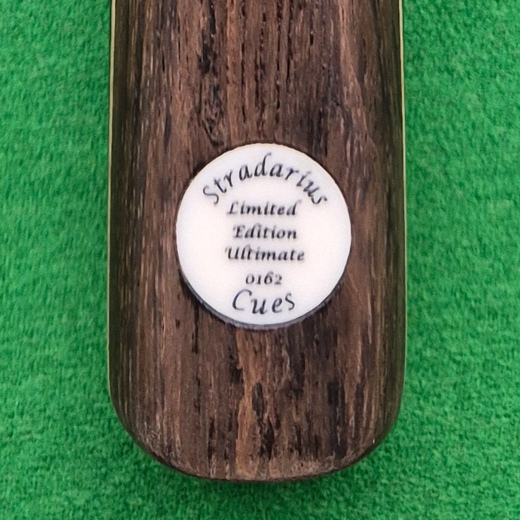 Stradarius
Limited
Edition
Ultimate
0162
Cues